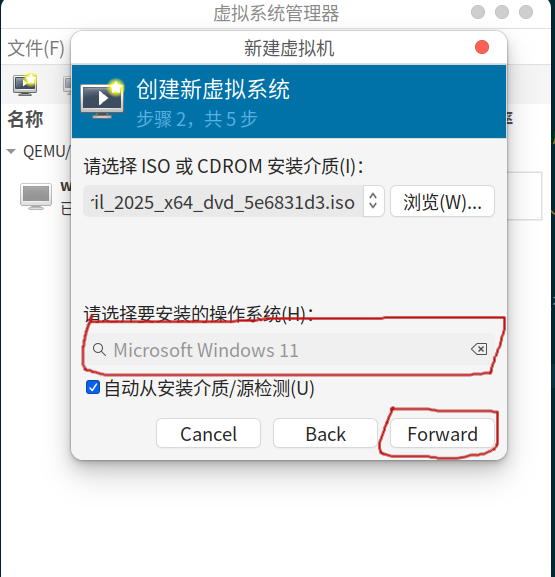 虚拟系统管理器
文件(F)
新建虚拟机
创建新虚拟系统
步骤 2，共 5 步
名称
率
QEMU/
请选择 ISO 或 CDROM 安装介质(I)：
ril_2025_x64_dvd_5e6831d3.iso
浏览(W)...
w
已
请选择要安装的操作系统(H)：
Microsoft Windows 11
自动从安装介质/源检测(U)
Cancel
Back
Forward